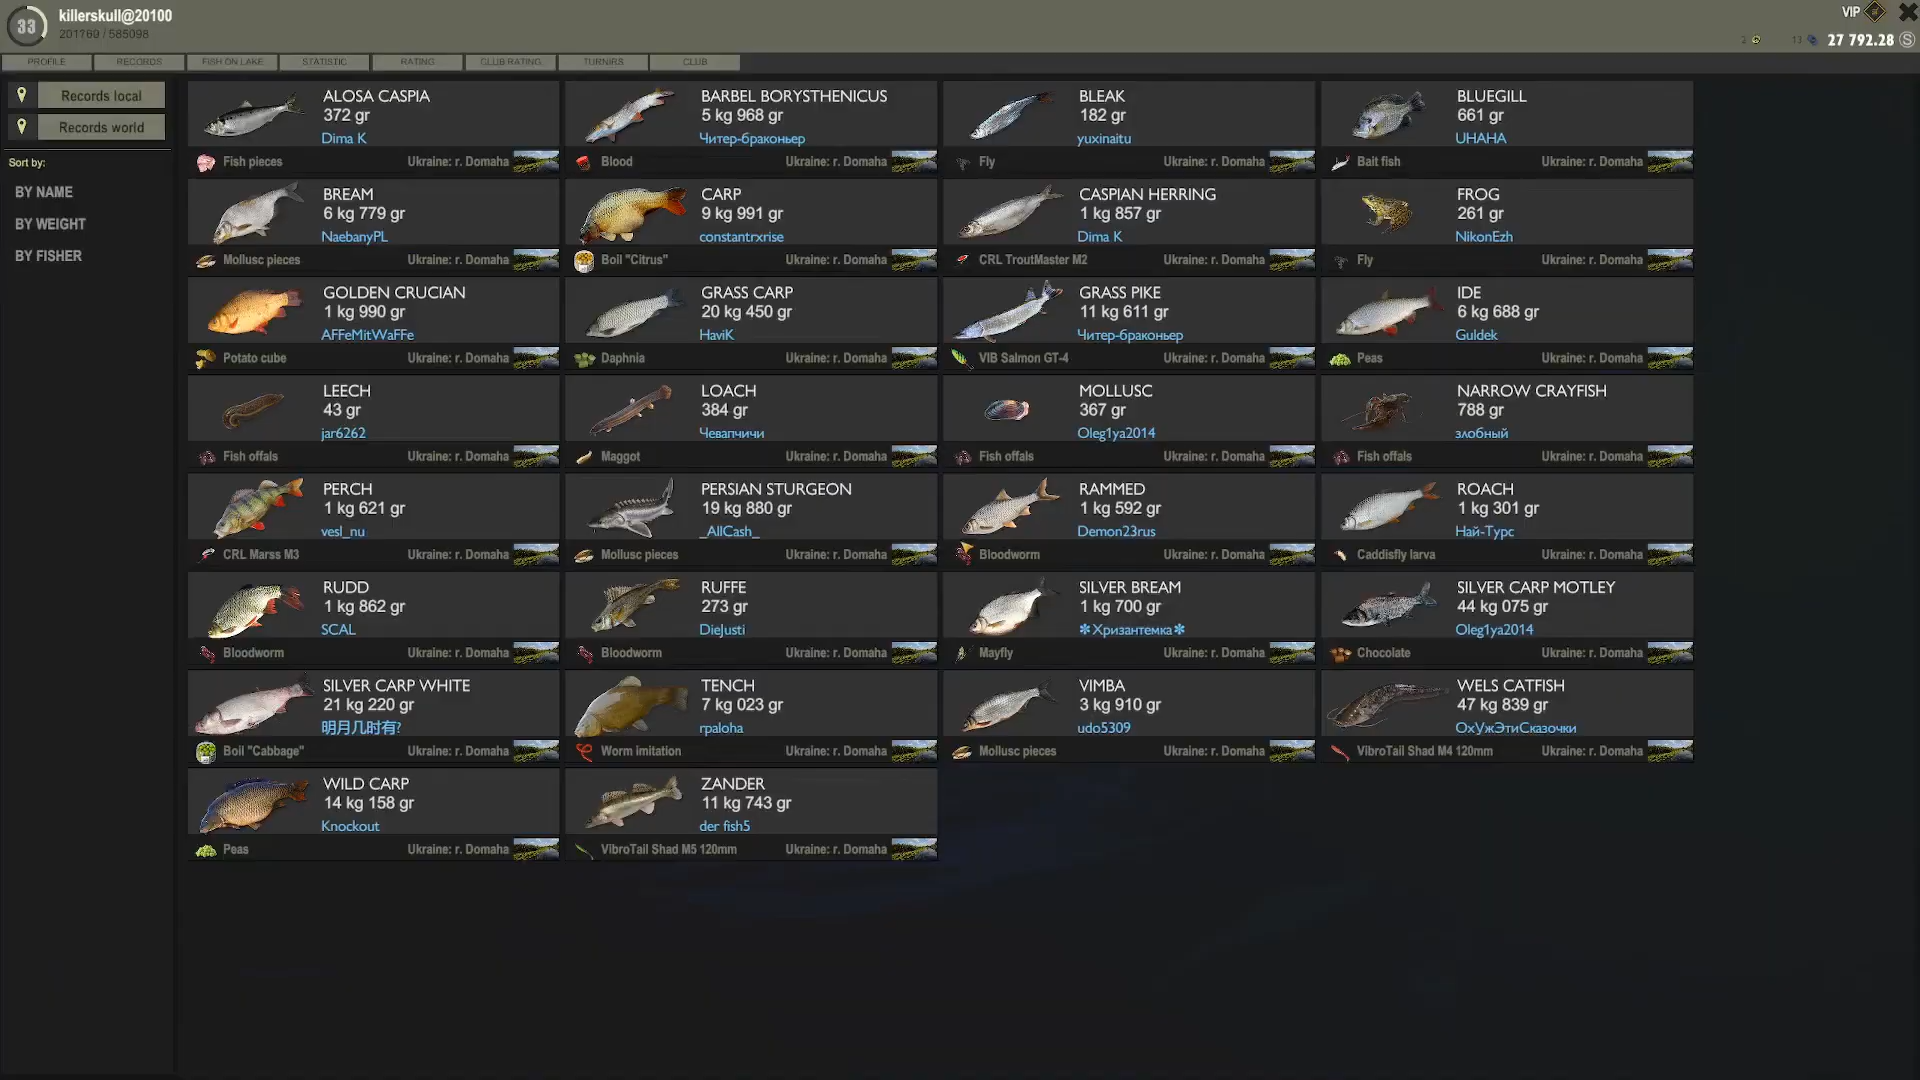 33
killerskull@20100
201760 / 585098
VIP
2
13
27 792.28
PROFILE
RECORDS
FISH ON LAKE
STATISTIC
RATING
CLUB RATING
TURNIRS
CLUB
Records local
Records world
Sort by:
BY NAME
BY WEIGHT
BY FISHER
ALOSA CASPIA
372 gr
Dima K
Fish pieces
Ukraine: r. Domaha
BARBEL BORYSTHENICUS
5 kg 968 gr
Читер-браконьер
Blood
Ukraine: r. Domaha
BLEAK
182 gr
yuxinaitu
Fly
Ukraine: r. Domaha
BLUEGILL
661 gr
UHAHA
Bait fish
Ukraine: r. Domaha
BREAM
6 kg 779 gr
NaebanyPL
Mollusc pieces
Ukraine: r. Domaha
CARP
9 kg 991 gr
constantrxrise
Boil "Citrus"
Ukraine: r. Domaha
CASPIAN HERRING
1 kg 857 gr
Dima K
CRL TroutMaster M2
Ukraine: r. Domaha
FROG
261 gr
NikonEzh
Fly
Ukraine: r. Domaha
GOLDEN CRUCIAN
1 kg 990 gr
AFFeMitWaFFe
Potato cube
Ukraine: r. Domaha
GRASS CARP
20 kg 450 gr
HaviK
Daphnia
Ukraine: r. Domaha
GRASS PIKE
11 kg 611 gr
Читер-браконьер
VIB Salmon GT-4
Ukraine: r. Domaha
IDE
6 kg 688 gr
Guldek
Peas
Ukraine: r. Domaha
LEECH
43 gr
jar6262
Fish offals
Ukraine: r. Domaha
LOACH
384 gr
Чевапчичи
Maggot
Ukraine: r. Domaha
MOLLUSC
367 gr
Oleg1ya2014
Fish offals
Ukraine: r. Domaha
NARROW CRAYFISH
788 gr
злобный
Fish offals
Ukraine: r. Domaha
PERCH
1 kg 621 gr
vesl_nu
CRL Marss M3
Ukraine: r. Domaha
PERSIAN STURGEON
19 kg 880 gr
_AllCash_
Mollusc pieces
Ukraine: r. Domaha
RAMMED
1 kg 592 gr
Demon23rus
Bloodworm
Ukraine: r. Domaha
ROACH
1 kg 301 gr
Най-Турс
Caddisfly larva
Ukraine: r. Domaha
RUDD
1 kg 862 gr
SCAL
Bloodworm
Ukraine: r. Domaha
RUFFE
273 gr
DieJusti
Bloodworm
Ukraine: r. Domaha
SILVER BREAM
1 kg 700 gr
✻Хризантемка✻
Mayfly
Ukraine: r. Domaha
SILVER CARP MOTLEY
44 kg 075 gr
Oleg1ya2014
Chocolate
Ukraine: r. Domaha
SILVER CARP WHITE
21 kg 220 gr
明月几时有?
Boil "Cabbage"
Ukraine: r. Domaha
TENCH
7 kg 023 gr
rpaloha
Worm imitation
Ukraine: r. Domaha
VIMBA
3 kg 910 gr
udo5309
Mollusc pieces
Ukraine: r. Domaha
WELS CATFISH
47 kg 839 gr
ОхУжЭтиСказочки
VibroTail Shad M4 120mm
Ukraine: r. Domaha
WILD CARP
14 kg 158 gr
Knockout
Peas
Ukraine: r. Domaha
ZANDER
11 kg 743 gr
der fish5
VibroTail Shad M5 120mm
Ukraine: r. Domaha